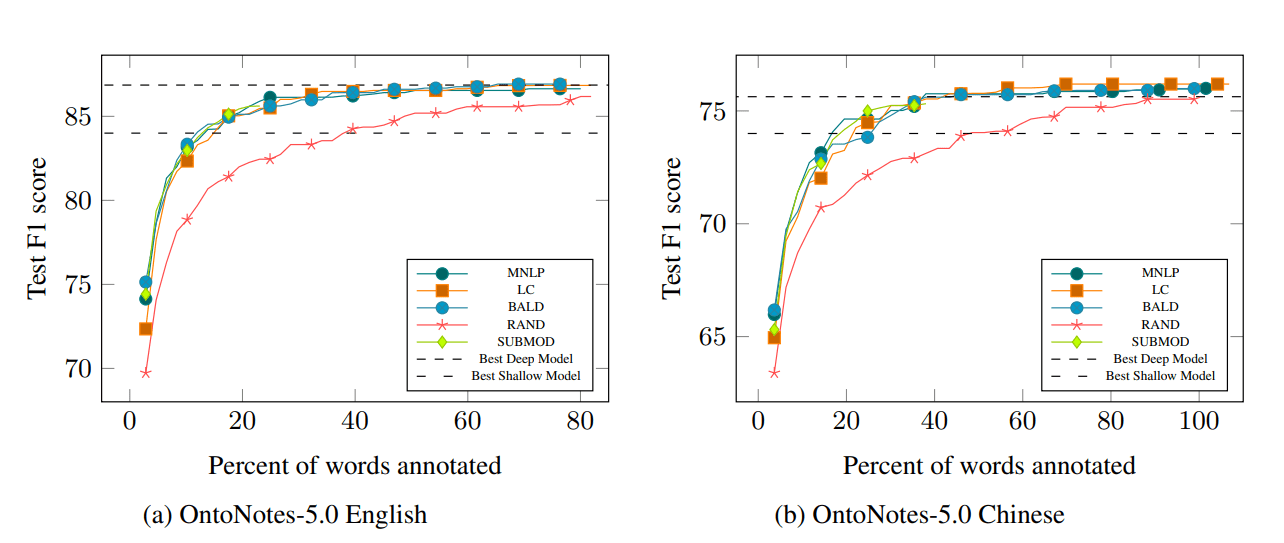 Test F1 score
85
80
75
70
0
20
40
60
80
Percent of words annotated
MNLP
LC
BALD
RAND
SUBMOD
Best Deep Model
Best Shallow Model
(a) OntoNotes-5.0 English
Test F1 score
75
70
65
0
20
40
60
80
100
Percent of words annotated
MNLP
LC
BALD
RAND
SUBMOD
Best Deep Model
Best Shallow Model
(b) OntoNotes-5.0 Chinese